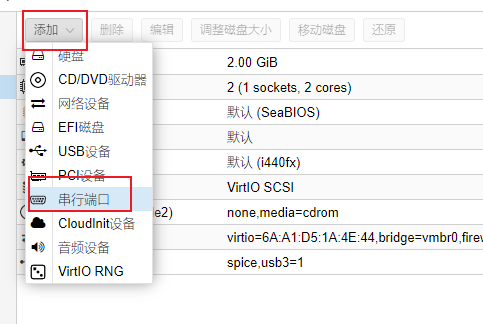 添加 删除 编辑 调整磁盘大小 移动磁盘 还原
硬盘 2.00 GiB
CD/DVD驱动器 2 (1 sockets, 2 cores)
网络设备 默认 (SeaBIOS)
EFI磁盘 默认
USB设备 默认 (i440fx)
PCI设备 VirtIO SCSI
串行端口 e2) none,media=cdrom
CloudInit设备 virtio=6A:A1:D5:1A:4E:44,bridge=vmbr0,firew
音频设备 spice,usb3=1
VirtIO RNG